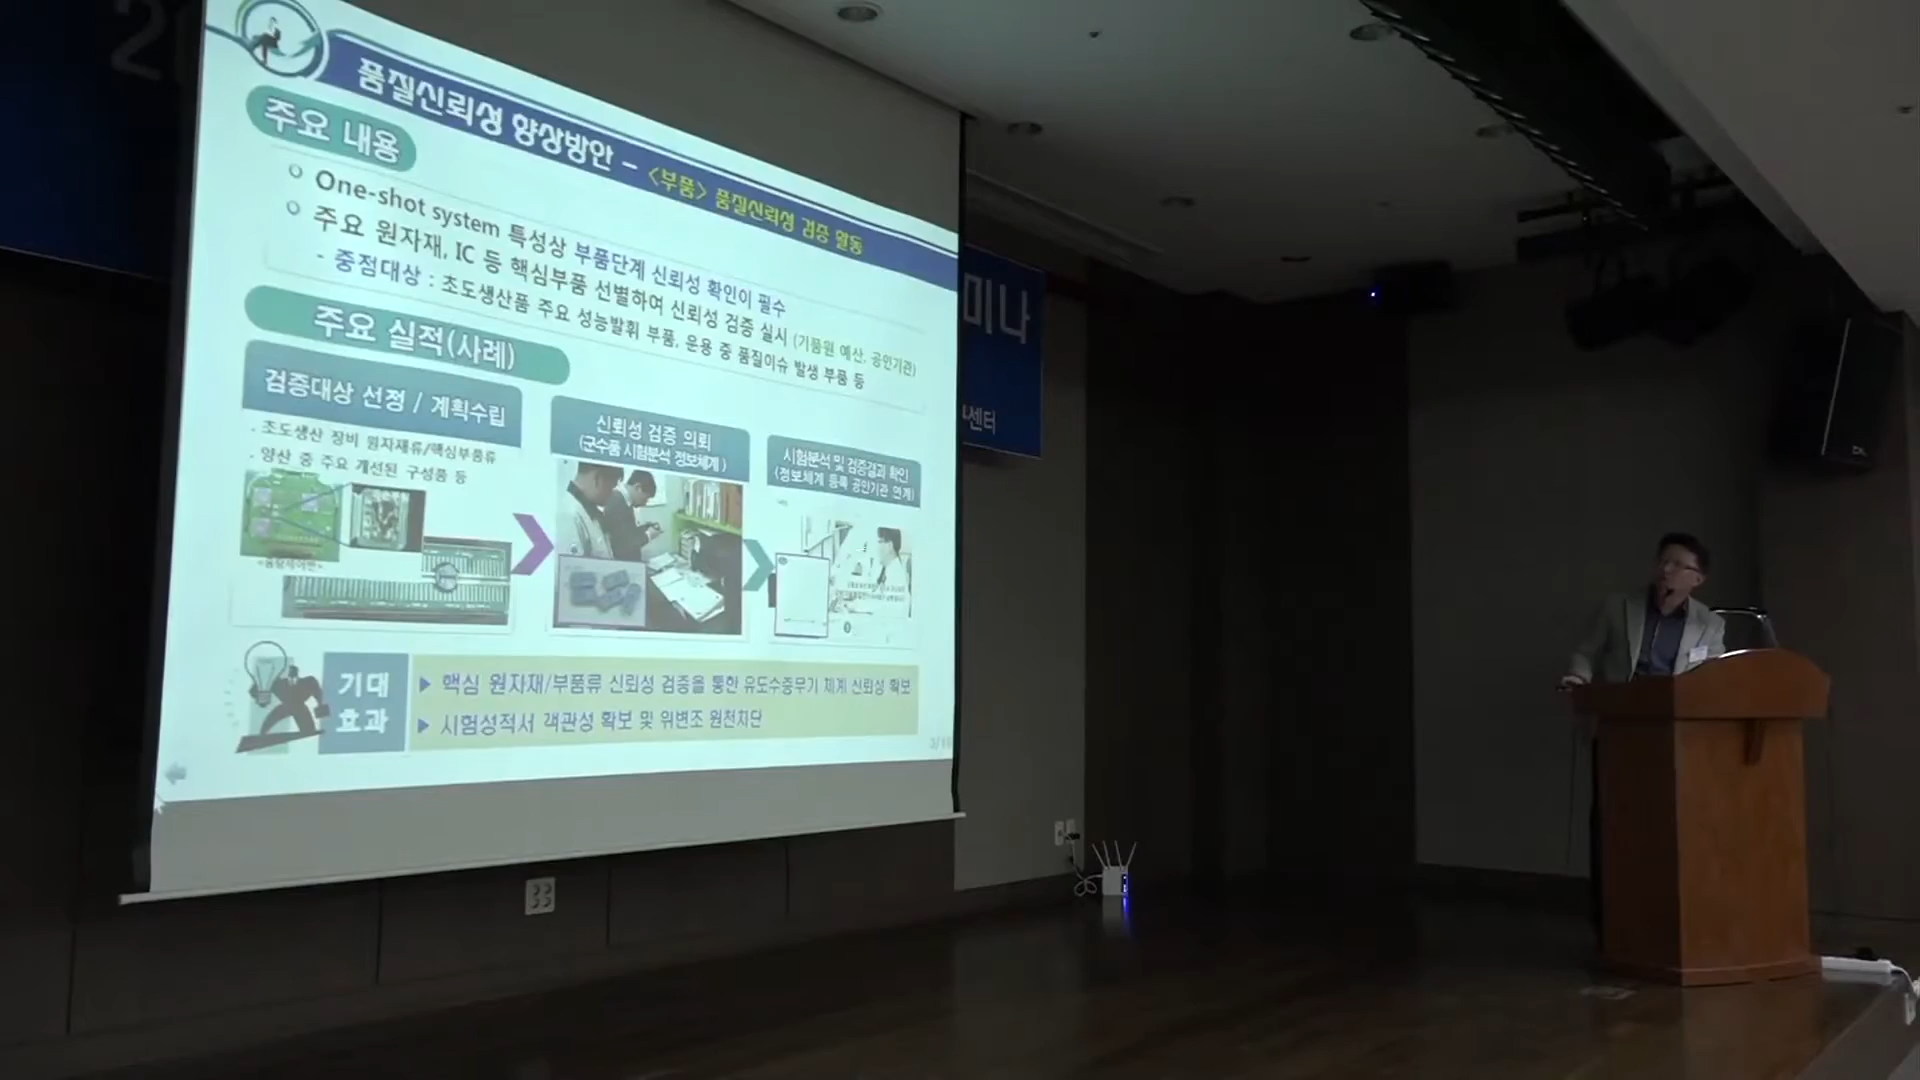 품질신뢰성 향상방안 - <부품> 품질신뢰성 검증 활동
주요 내용
One-shot system 특성상 부품단계 신뢰성 확인이 필수
주요 원자재, IC 등 핵심부품 선별하여 신뢰성 검증 실시 (기품원 예산, 공인기관)
- 중점대상 : 초도생산품 주요 성능발휘 부품, 운용 중 품질이슈 발생 부품 등
주요 실적(사례)
검증대상 선정 / 계획수립
- 초도생산 장비 원자재류/핵심부품류
- 양산 중 주요 개선된 구성품 등
신뢰성 검증 의뢰
(군수품 시험분석 정보체계)
시험분석 및 검증결과 확인
(정보체계 등록 공인기관 연계)
기대
효과
▶ 핵심 원자재/부품류 신뢰성 검증을 통한 유도수중무기 체계 신뢰성 확보
▶ 시험성적서 객관성 확보 및 위변조 원천차단
미나
센터